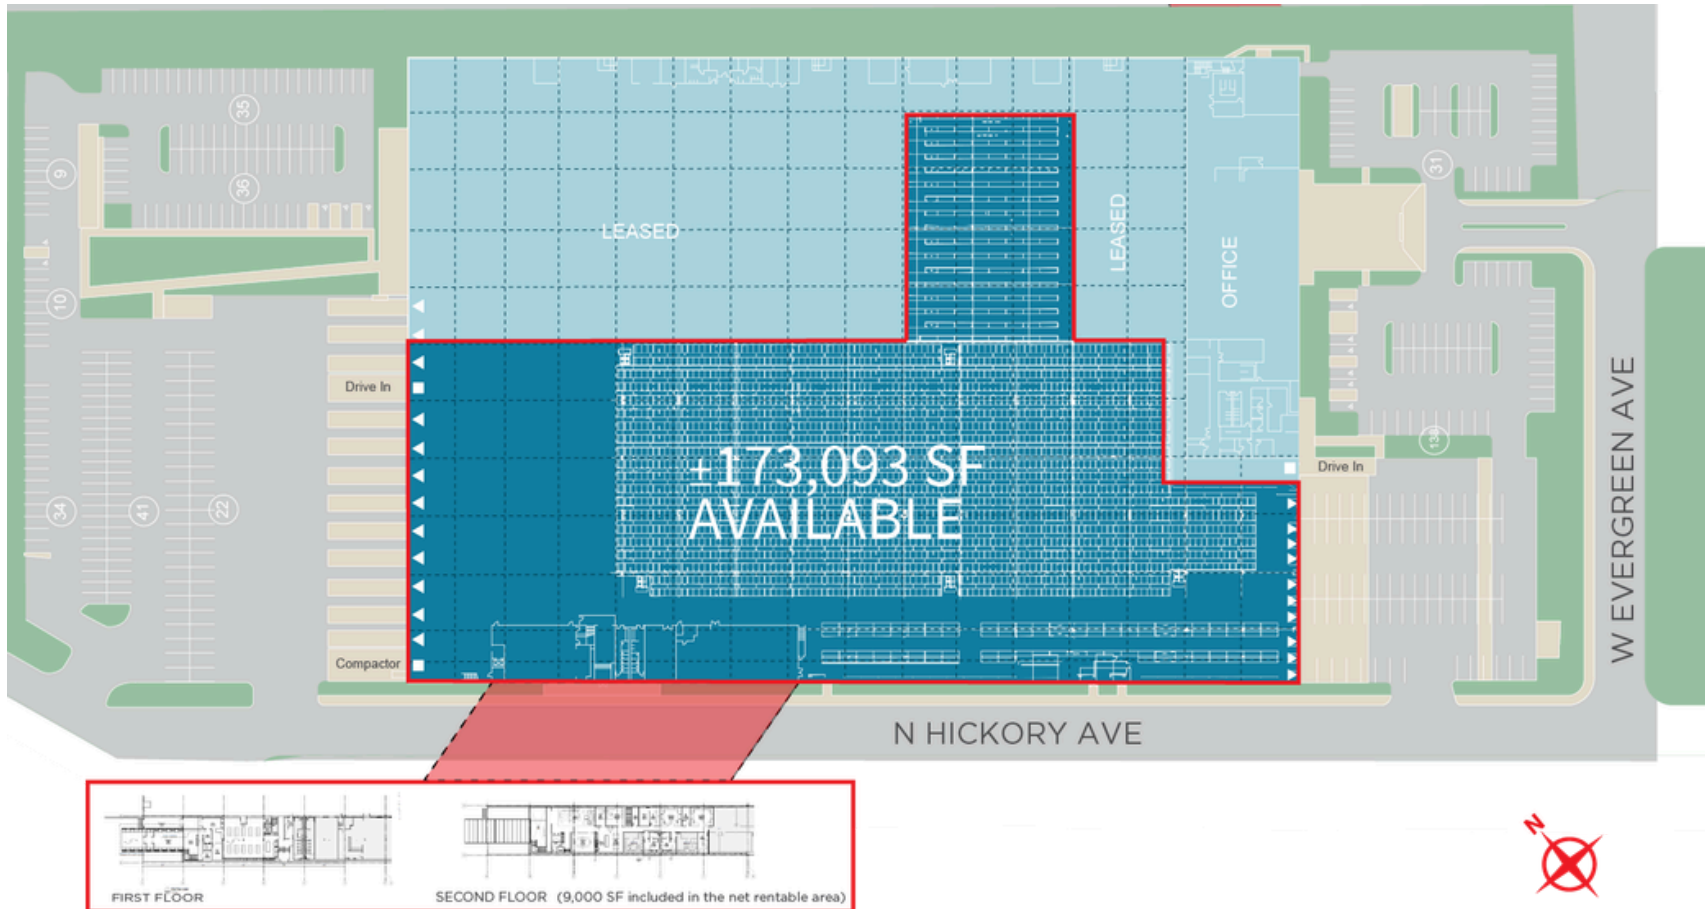 35
9
36
31
LEASED
LEASED
OFFICE
10
Drive In
138
±173,093 SF
AVAILABLE
Drive In
34
41
22
W EVERGREEN AVE
Compactor
N HICKORY AVE
FIRST FLOOR
SECOND FLOOR (9,000 SF included in the net rentable area)
N